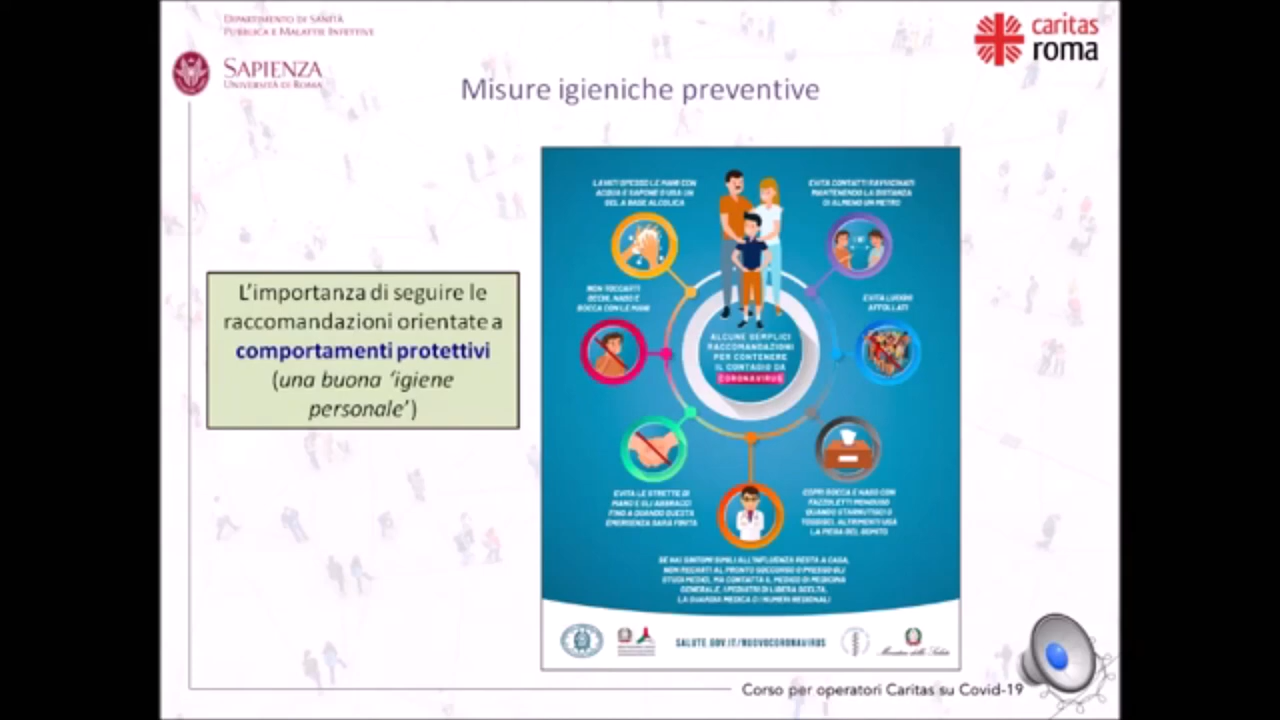 DIPARTIMENTO DI SANITÀ
PUBBLICA E MALATTIE INFETTIVE
SAPIENZA
UNIVERSITÀ DI ROMA
caritas
roma
Misure igieniche preventive
L'importanza di seguire le
raccomandazioni orientate a
comportamenti protettivi
(una buona 'igiene
personale')
LAVATI SPESSO LE MANI CON
ACQUA E SAPONE O USA UN
GEL A BASE ALCOLICA
EVITA CONTATTI RAVVICINATI
MANTENENDO LA DISTANZA
DI ALMENO UN METRO
NON TOCCARTI
OCCHI, NASO E
BOCCA CON LE MANI
EVITA LUOGHI
AFFOLLATI
ALCUNE SEMPLICI
RACCOMANDAZIONI
PER CONTENERE
IL CONTAGIO DA
CORONAVIRUS
EVITA LE STRETTE DI
MANO E GLI ABBRACCI
FINO A QUANDO QUESTA
EMERGENZA SARÀ FINITA
COPRI BOCCA E NASO CON
FAZZOLETTI MONOUSO
QUANDO STARNUTISCI O
TOSSISCI. ALTRIMENTI USA
LA PIEGA DEL GOMITO
SE HAI SINTOMI SIMILI ALL'INFLUENZA RESTA A CASA,
NON RECARTI AL PRONTO SOCCORSO O PRESSO GLI
STUDI MEDICI, MA CONTATTA IL MEDICO DI MEDICINA
GENERALE, I PEDIATRI DI LIBERA SCELTA,
LA GUARDIA MEDICA O I NUMERI REGIONALI
SALUTE.GOV.IT/NUOVOCORONAVIRUS
Ministero della Salute
Corso per operatori Caritas su Covid-19